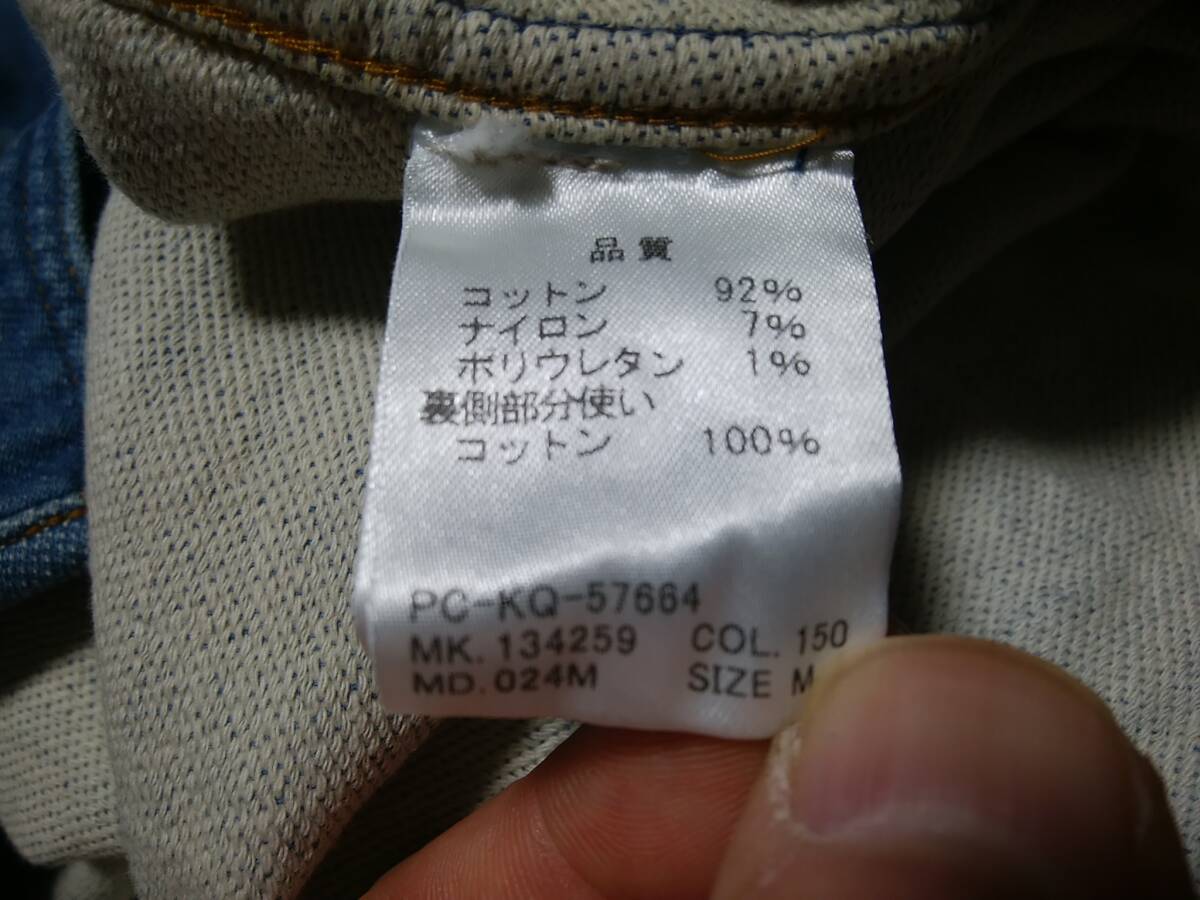 品質
コットン 92%
ナイロン 7%
ポリウレタン 1%
裏側部分使い
コットン 100%
PC-KQ-57664
MK. 134259 COL. 150
MD. 024M SIZE M